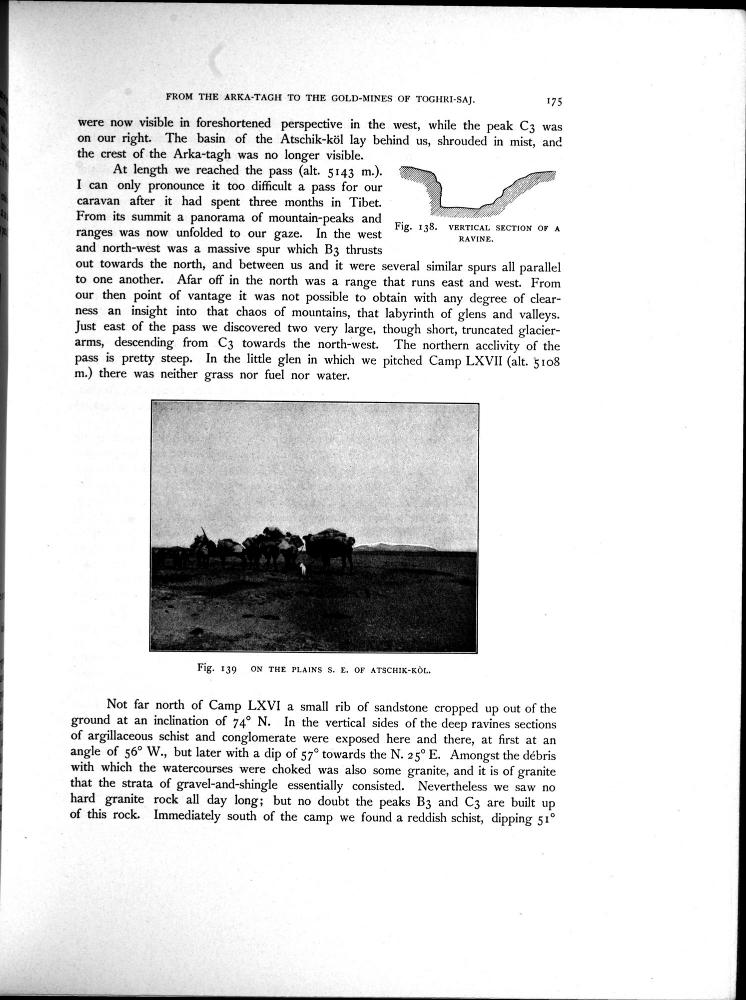 FROM THE ARKA-TAGH TO THE GOLD-MINES OF TOGHRI-SAJ. 175
were now visible in foreshortened perspective in the west, while the peak C3 was
on our right. The basin of the Atschik-köl lay behind us, shrouded in mist, and
the crest of the Arka-tagh was no longer visible.
At length we reached the pass (alt. 5143 m.).
I can only pronounce it too difficult a pass for our
caravan after it had spent three months in Tibet.
From its summit a panorama of mountain-peaks and
ranges was now unfolded to our gaze. In the west
and north-west was a massive spur which B3 thrusts
Fig. 138. VERTICAL SECTION OF A
RAVINE.
out towards the north, and between us and it were several similar spurs all parallel
to one another. Afar off in the north was a range that runs east and west. From
our then point of vantage it was not possible to obtain with any degree of clear-
ness an insight into that chaos of mountains, that labyrinth of glens and valleys.
Just east of the pass we discovered two very large, though short, truncated glacier-
arms, descending from C3 towards the north-west. The northern acclivity of the
pass is pretty steep. In the little glen in which we pitched Camp LXVII (alt. 5108
m.) there was neither grass nor fuel nor water.
Fig. 139 ON THE PLAINS S. E. OF ATSCHIK-KÖL.
Not far north of Camp LXVI a small rib of sandstone cropped up out of the
ground at an inclination of 74° N. In the vertical sides of the deep ravines sections
of argillaceous schist and conglomerate were exposed here and there, at first at an
angle of 56° W., but later with a dip of 57° towards the N. 25° E. Amongst the débris
with which the watercourses were choked was also some granite, and it is of granite
that the strata of gravel-and-shingle essentially consisted. Nevertheless we saw no
hard granite rock all day long; but no doubt the peaks B3 and C3 are built up
of this rock. Immediately south of the camp we found a reddish schist, dipping 51°